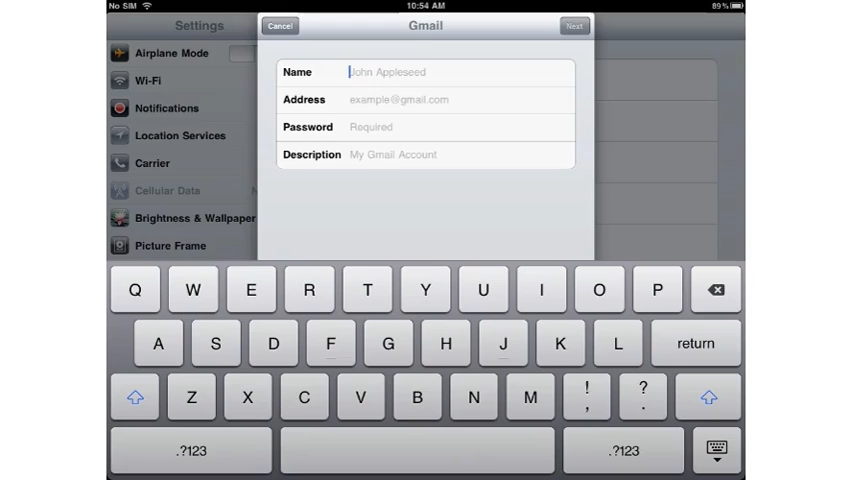 No SIM 10:54 AM 89%
Settings
Cancel Gmail Next
Airplane Mode
Wi-Fi
Notifications
Location Services
Carrier
Cellular Data N
Brightness & Wallpaper
Picture Frame
Name John Appleseed
Address example@gmail.com
Password Required
Description My Gmail Account
Q W E R T Y U I O P
A S D F G H J K L return
Z X C V B N M ! , ? .
.?123 .?123